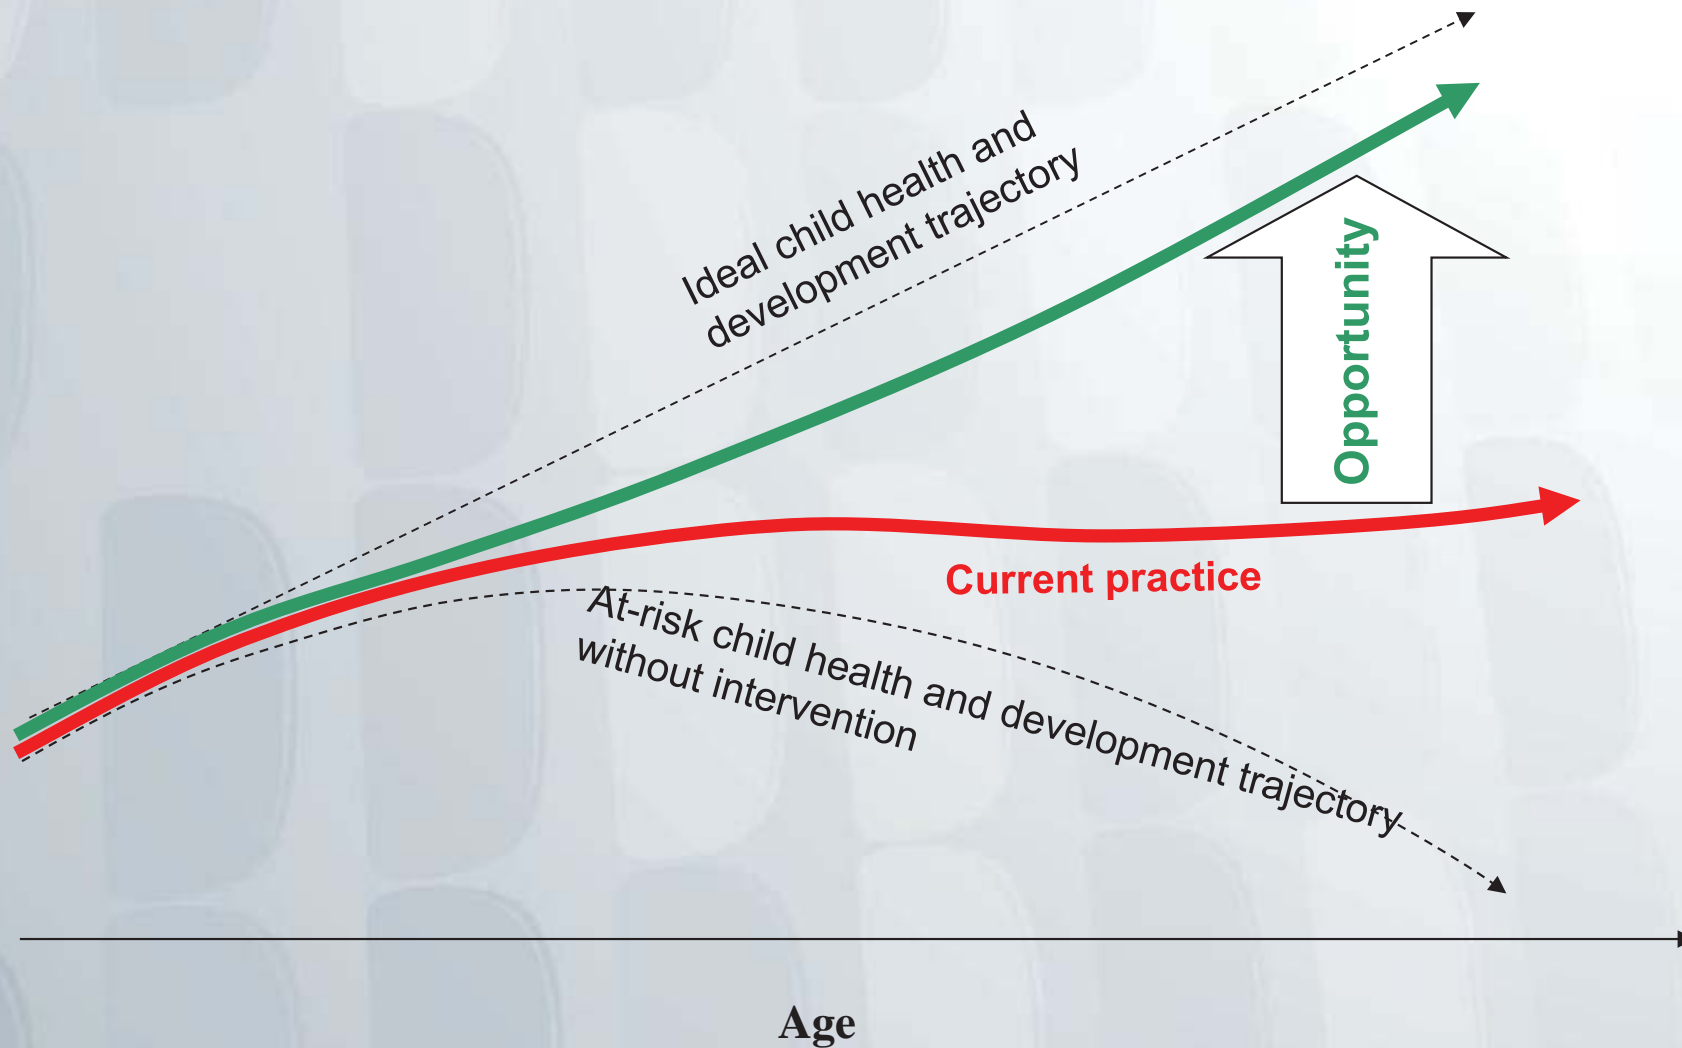 Ideal child health and
development trajectory
Opportunity
Current practice
At-risk child health and development trajectory
without intervention
Age